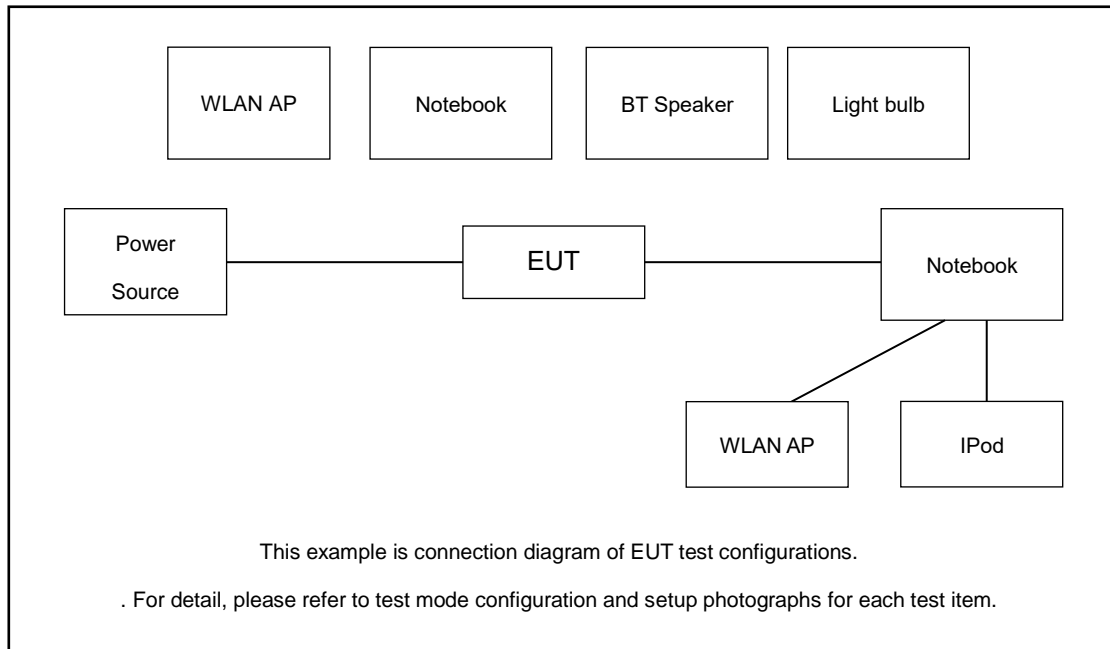 WLAN AP
Notebook
BT Speaker
Light bulb
Power
Source
EUT
Notebook
WLAN AP
IPod
This example is connection diagram of EUT test configurations.
. For detail, please refer to test mode configuration and setup photographs for each test item.